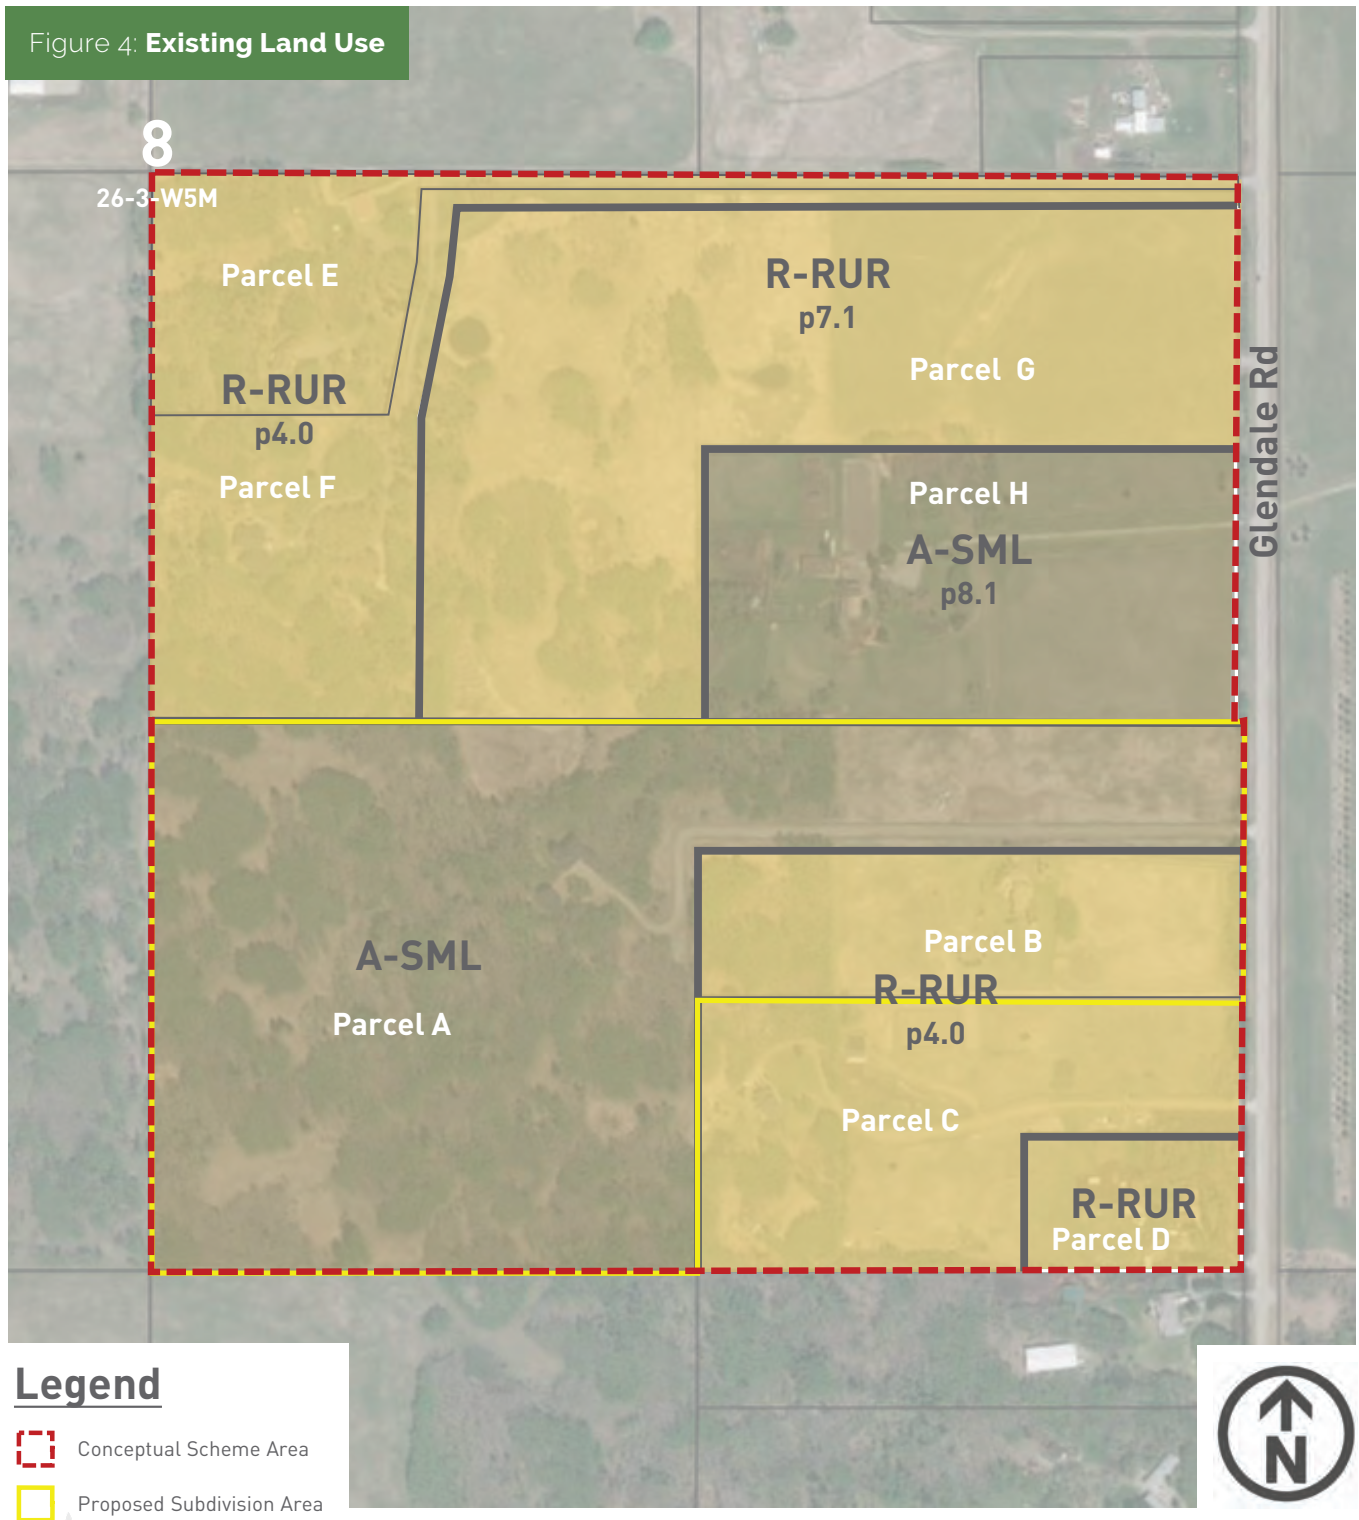 Figure 4: Existing Land Use
8
26-3-W5M
Parcel E
R-RUR
p4.0
Parcel F
R-RUR
p7.1
Parcel G
Parcel H
A-SML
p8.1
Glendale Rd
A-SML
Parcel A
Parcel B
R-RUR
p4.0
Parcel C
R-RUR
Parcel D
Legend
Conceptual Scheme Area
Proposed Subdivision Area
N